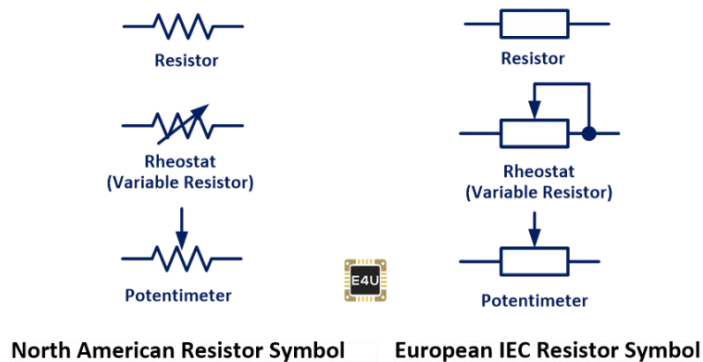 Resistor
Resistor
Rheostat
(Variable Resistor)
Rheostat
(Variable Resistor)
E4U
Potentimeter
Potentimeter
North American Resistor Symbol
European IEC Resistor Symbol